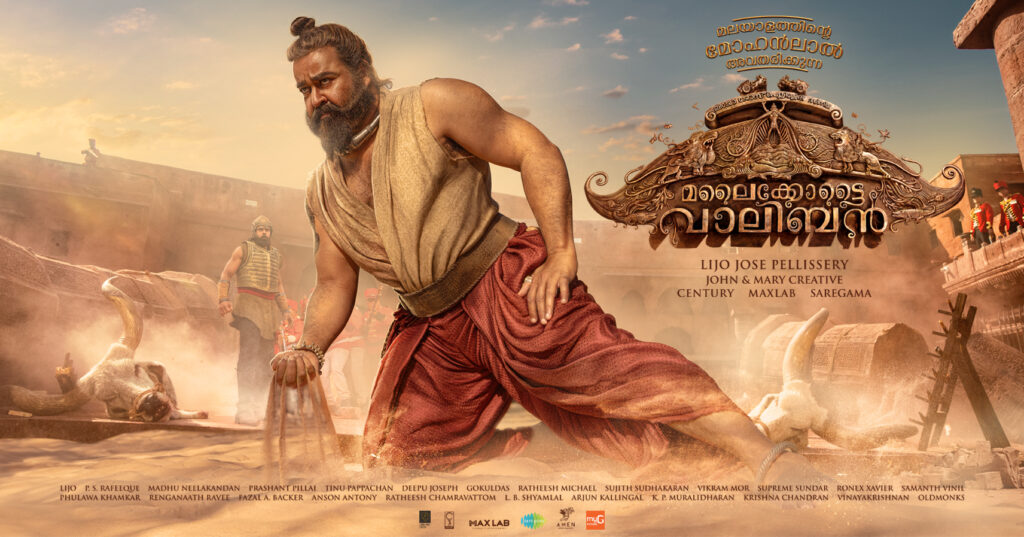 മലയാളത്തിന്റെ
മോഹൻലാൽ
അവതരിക്കുന്ന
മലൈക്കോട്ടൈ
വാലിബൻ
LIJO JOSE PELLISSERY
JOHN & MARY CREATIVE
CENTURY MAXLAB SAREGAMA
LIJO P. S. RAFEEQUE MADHU NEELAKANDAN PRASHANT PILLAI TINU PAPPACHAN DEEPU JOSEPH GOKULDAS RATHEESH MICHAEL SUJITH SUDHAKARAN VIKRAM MOR SUPREME SUNDAR RONEX XAVIER SAMANTH VINIL
PHULAWA KHAMKAR RENGANAATH RAVEE FAZAL A. BACKER ANSON ANTONY RATHEESH CHAMRAVATTOM L. B. SHYAMLAL ARJUN KALLINGAL K. P. MURALIDHARAN KRISHNA CHANDRAN VINAYAKRISHNAN OLDMONKS
MAXLAB AMEN myG